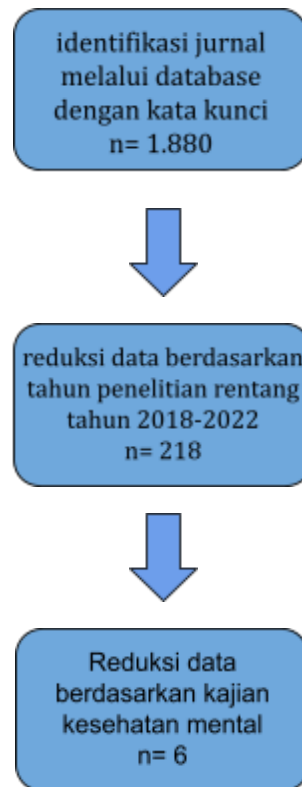 identifikasi jurnal
melalui database
dengan kata kunci
n= 1.880
reduksi data berdasarkan
tahun penelitian rentang
tahun 2018-2022
n= 218
Reduksi data
berdasarkan kajian
kesehatan mental
n= 6